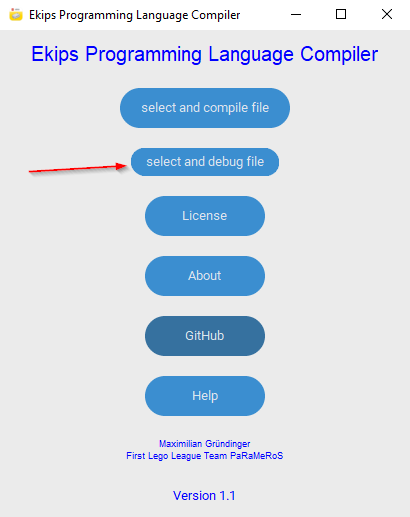 Ekips Programming Language Compiler
Ekips Programming Language Compiler
select and compile file
select and debug file
License
About
GitHub
Help
Maximilian Gründinger
First Lego League Team PaRaMeRoS
Version 1.1